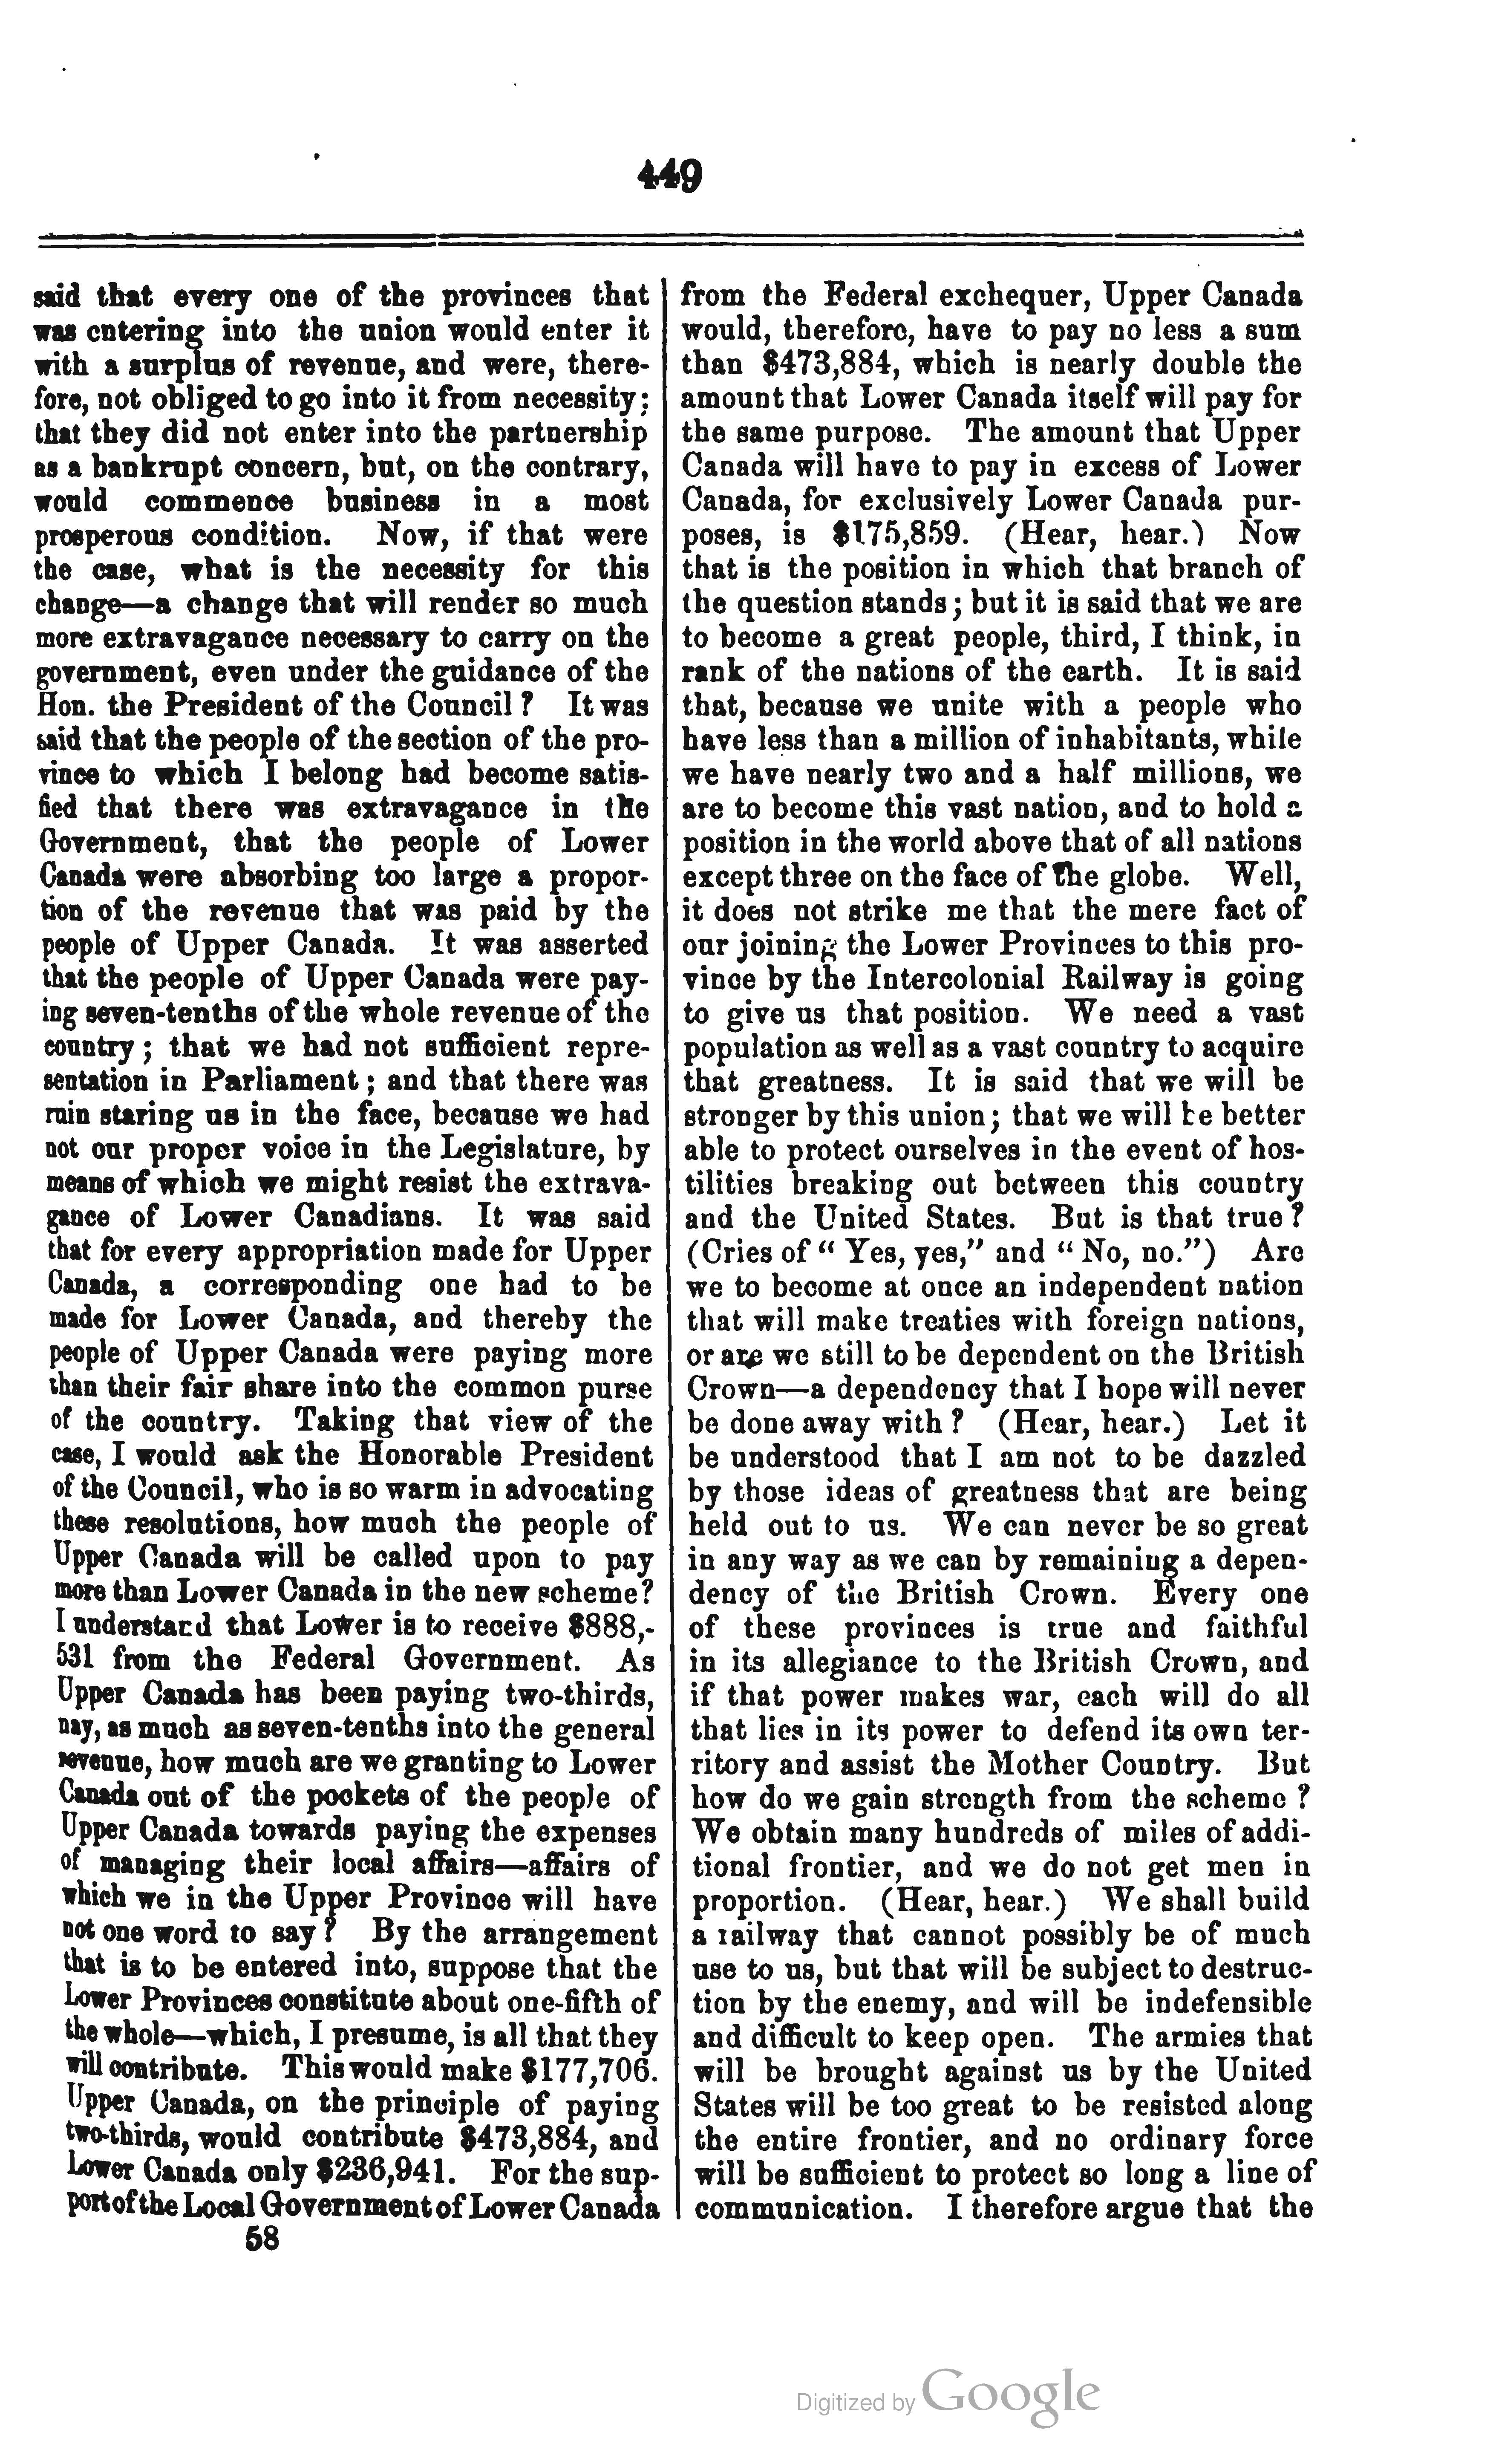 449
said that every one of the provinces that
was entering into the union would enter it
with a surplus of revenue, and were, there-
fore, not obliged to go into it from necessity;
that they did not enter into the partnership
as a bankrupt concern, but, on the contrary,
would commence business in a most
prosperous condition. Now, if that were
the case, what is the necessity for this
change—a change that will render so much
more extravagance necessary to carry on the
government, even under the guidance of the
Hon. the President of the Council? It was
said that the people of the section of the pro-
vince to which I belong had become satis-
fied that there was extravagance in the
Government, that the people of Lower
Canada were absorbing too large a propor-
tion of the revenue that was paid by the
people of Upper Canada. It was asserted
that the people of Upper Canada were pay-
ing seven-tenths of the whole revenue of the
country; that we had not sufficient repre-
sentation in Parliament; and that there was
ruin staring us in the face, because we had
not our proper voice in the Legislature, by
means of which we might resist the extrava-
gance of Lower Canadians. It was said
that for every appropriation made for Upper
Canada, a corresponding one had to be
made for Lower Canada, and thereby the
people of Upper Canada were paying more
than their fair share into the common purse
of the country. Taking that view of the
case, I would ask the Honorable President
of the Council, who is so warm in advocating
these resolutions, how much the people of
Upper Canada will be called upon to pay
more than Lower Canada in the new scheme?
I understand that Lower is to receive $888,-
531 from the Federal Government. As
Upper Canada has been paying two-thirds,
nay, as much as seven-tenths into the general
revenue, how much are we granting to Lower
Canada out of the pockets of the people of
Upper Canada towards paying the expenses
of managing their local affairs—affairs of
which we in the Upper Province will have
not one word to say? By the arrangement
that is to be entered into, suppose that the
Lower Provinces constitute about one-fifth of
the whole—which, I presume, is all that they
will contribute. This would make $177,706.
Upper Canada, on the principle of paying
two-thirds, would contribute $473,884, and
Lower Canada only $236,941. For the sup-
port of the Local Government of Lower Canada
58
from the Federal exchequer, Upper Canada
would, therefore, have to pay no less a sum
than $473,884, which is nearly double the
amount that Lower Canada itself will pay for
the same purpose. The amount that Upper
Canada will have to pay in excess of Lower
Canada, for exclusively Lower Canada pur-
poses, is $175,859. (Hear, hear.) Now
that is the position in which that branch of
the question stands; but it is said that we are
to become a great people, third, I think, in
rank of the nations of the earth. It is said
that, because we unite with a people who
have less than a million of inhabitants, while
we have nearly two and a half millions, we
are to become this vast nation, and to hold a
position in the world above that of all nations
except three on the face of the globe. Well,
it does not strike me that the mere fact of
our joining the Lower Provinces to this pro-
vince by the Intercolonial Railway is going
to give us that position. We need a vast
population as well as a vast country to acquire
that greatness. It is said that we will be
stronger by this union; that we will be better
able to protect ourselves in the event of hos-
tilities breaking out between this country
and the United States. But is that true?
(Cries of "Yes, yes," and "No, no.") Are
we to become at once an independent nation
that will make treaties with foreign nations,
or are we still to be dependent on the British
Crown—a dependency that I hope will never
be done away with? (Hear, hear.) Let it
be understood that I am not to be dazzled
by those ideas of greatness that are being
held out to us. We can never be so great
in any way as we can by remaining a depen-
dency of the British Crown. Every one
of these provinces is true and faithful
in its allegiance to the British Crown, and
if that power makes war, each will do all
that lies in its power to defend its own ter-
ritory and assist the Mother Country. But
how do we gain strength from the scheme?
We obtain many hundreds of miles of addi-
tional frontier, and we do not get men in
proportion. (Hear, hear.) We shall build
a railway that cannot possibly be of much
use to us, but that will be subject to destruc-
tion by the enemy, and will be indefensible
and difficult to keep open. The armies that
will be brought against us by the United
States will be too great to be resisted along
the entire frontier, and no ordinary force
will be sufficient to protect so long a line of
communication. I therefore argue that the
Digitized by Google